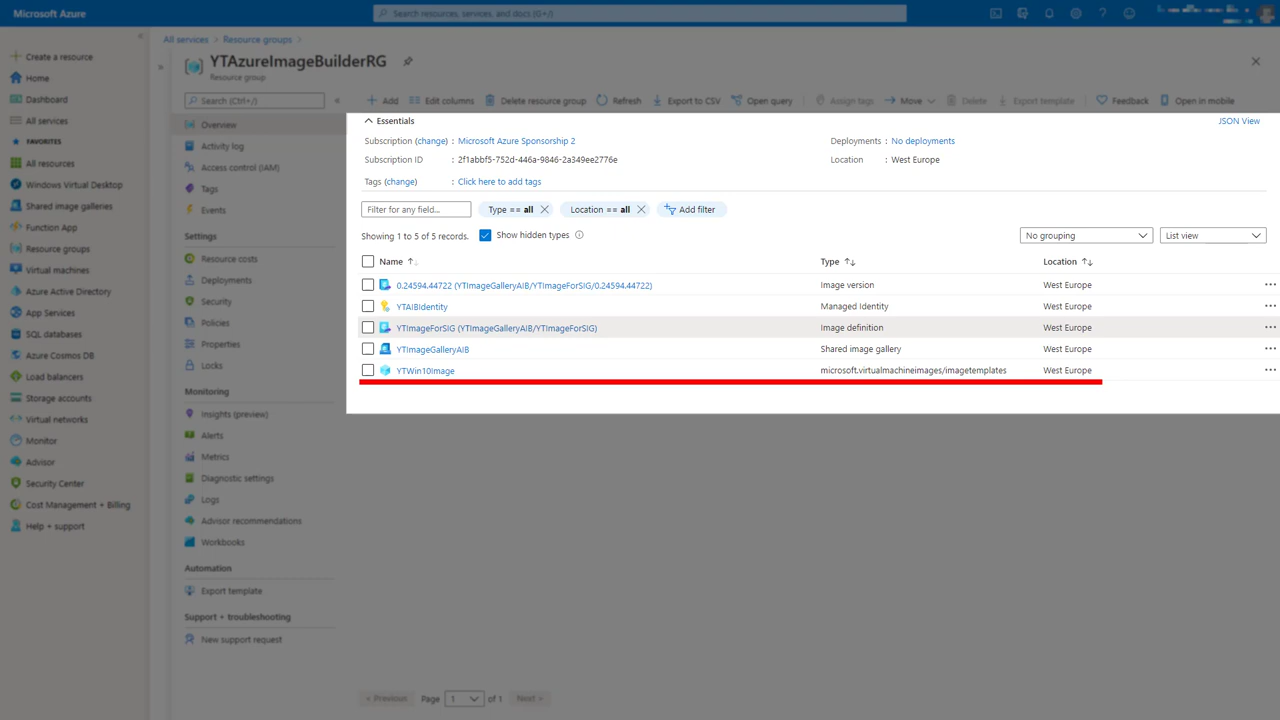 Microsoft Azure
Search resources, services, and docs (G+/)
All services > Resource groups >
YTAzureImageBuilderRG
Resource group
Create a resource
Home
Dashboard
All services
FAVORITES
All resources
Windows Virtual Desktop
Shared image galleries
Function App
Resource groups
Virtual machines
Azure Active Directory
App Services
SQL databases
Azure Cosmos DB
Load balancers
Storage accounts
Virtual networks
Monitor
Advisor
Security Center
Cost Management + Billing
Help + support
Search (Ctrl+/)
Overview
Activity log
Access control (IAM)
Tags
Events
Settings
Resource costs
Deployments
Security
Policies
Properties
Locks
Monitoring
Insights (preview)
Alerts
Metrics
Diagnostic settings
Logs
Advisor recommendations
Workbooks
Automation
Export template
Support + troubleshooting
New support request
Add Edit columns Delete resource group Refresh Export to CSV Open query Assign tags Move Delete Export template Feedback Open in mobile
Essentials JSON View
Subscription (change) : Microsoft Azure Sponsorship 2 Deployments : No deployments
Subscription ID : 2f1abbf5-752d-446a-9846-2a349ee2776e Location : West Europe
Tags (change) : Click here to add tags
Filter for any field... Type == all Location == all Add filter
Showing 1 to 5 of 5 records. Show hidden types No grouping List view
Name Type Location
0.24594.44722 (YTImageGalleryAIB/YTImageForSIG/0.24594.44722) Image version West Europe
YTAIBIdentity Managed Identity West Europe
YTImageForSIG (YTImageGalleryAIB/YTImageForSIG) Image definition West Europe
YTImageGalleryAIB Shared image gallery West Europe
YTWin10Image microsoft.virtualmachineimages/imagetemplates West Europe
< Previous Page 1 of 1 Next >